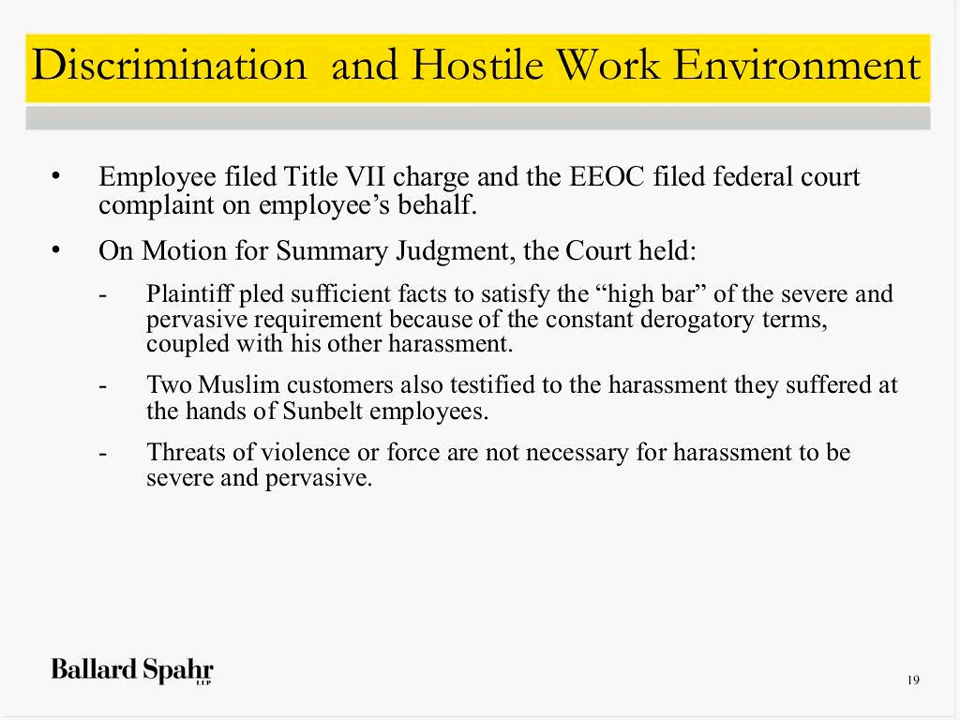 Discrimination and Hostile Work Environment
• Employee filed Title VII charge and the EEOC filed federal court
complaint on employee’s behalf.
• On Motion for Summary Judgment, the Court held:
- Plaintiff pled sufficient facts to satisfy the “high bar” of the severe and
pervasive requirement because of the constant derogatory terms,
coupled with his other harassment.
- Two Muslim customers also testified to the harassment they suffered at
the hands of Sunbelt employees.
- Threats of violence or force are not necessary for harassment to be
severe and pervasive.
Ballard Spahr
LLP
19